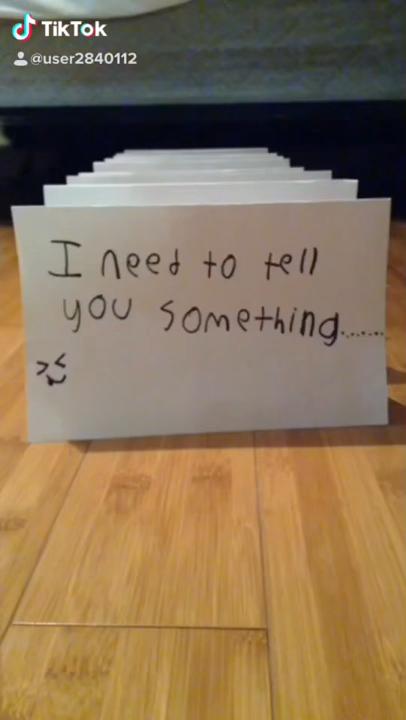 TikTok
@user2840112
I need to tell
you something.......